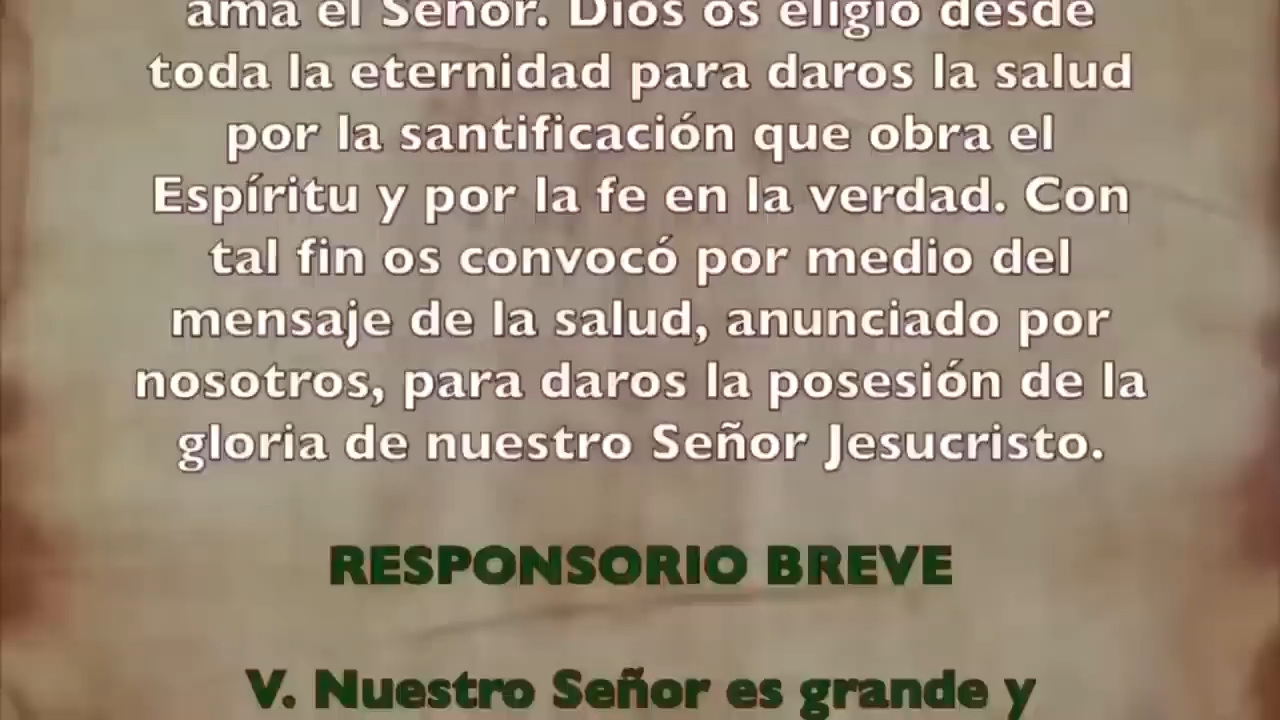 ama el Señor. Dios os eligió desde
toda la eternidad para daros la salud
por la santificación que obra el
Espíritu y por la fe en la verdad. Con
tal fin os convocó por medio del
mensaje de la salud, anunciado por
nosotros, para daros la posesión de la
gloria de nuestro Señor Jesucristo.
RESPONSORIO BREVE
V. Nuestro Señor es grande y